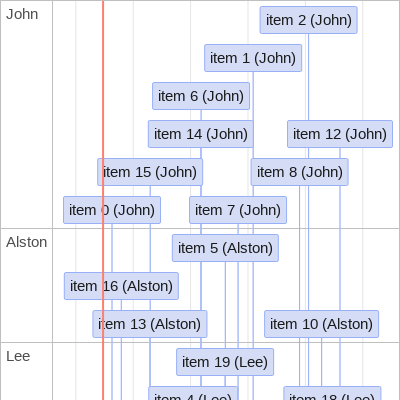 John
item 2 (John)
item 1 (John)
item 6 (John)
item 14 (John)
item 12 (John)
item 15 (John)
item 8 (John)
item 0 (John)
item 7 (John)
Alston
item 5 (Alston)
item 16 (Alston)
item 13 (Alston)
item 10 (Alston)
Lee
item 19 (Lee)
item 4 (Lee)
item 18 (Lee)